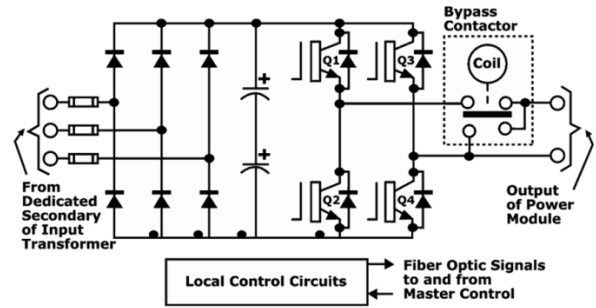 Bypass
Contactor
Coil
Q1
Q3
+
+
Q2
Q4
From
Dedicated
Secondary
of Input
Transformer
Output
of Power
Module
Local Control Circuits
Fiber Optic Signals
to and from
Master Control